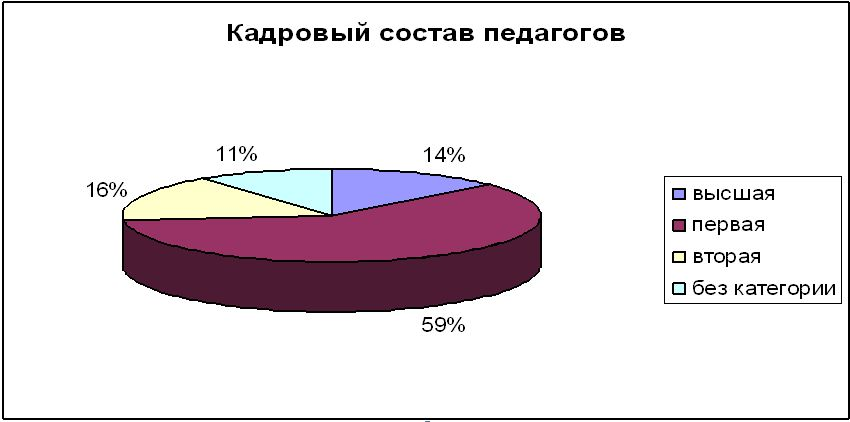 Кадровый состав педагогов
11%
14%
16%
59%
высшая
первая
вторая
без категории